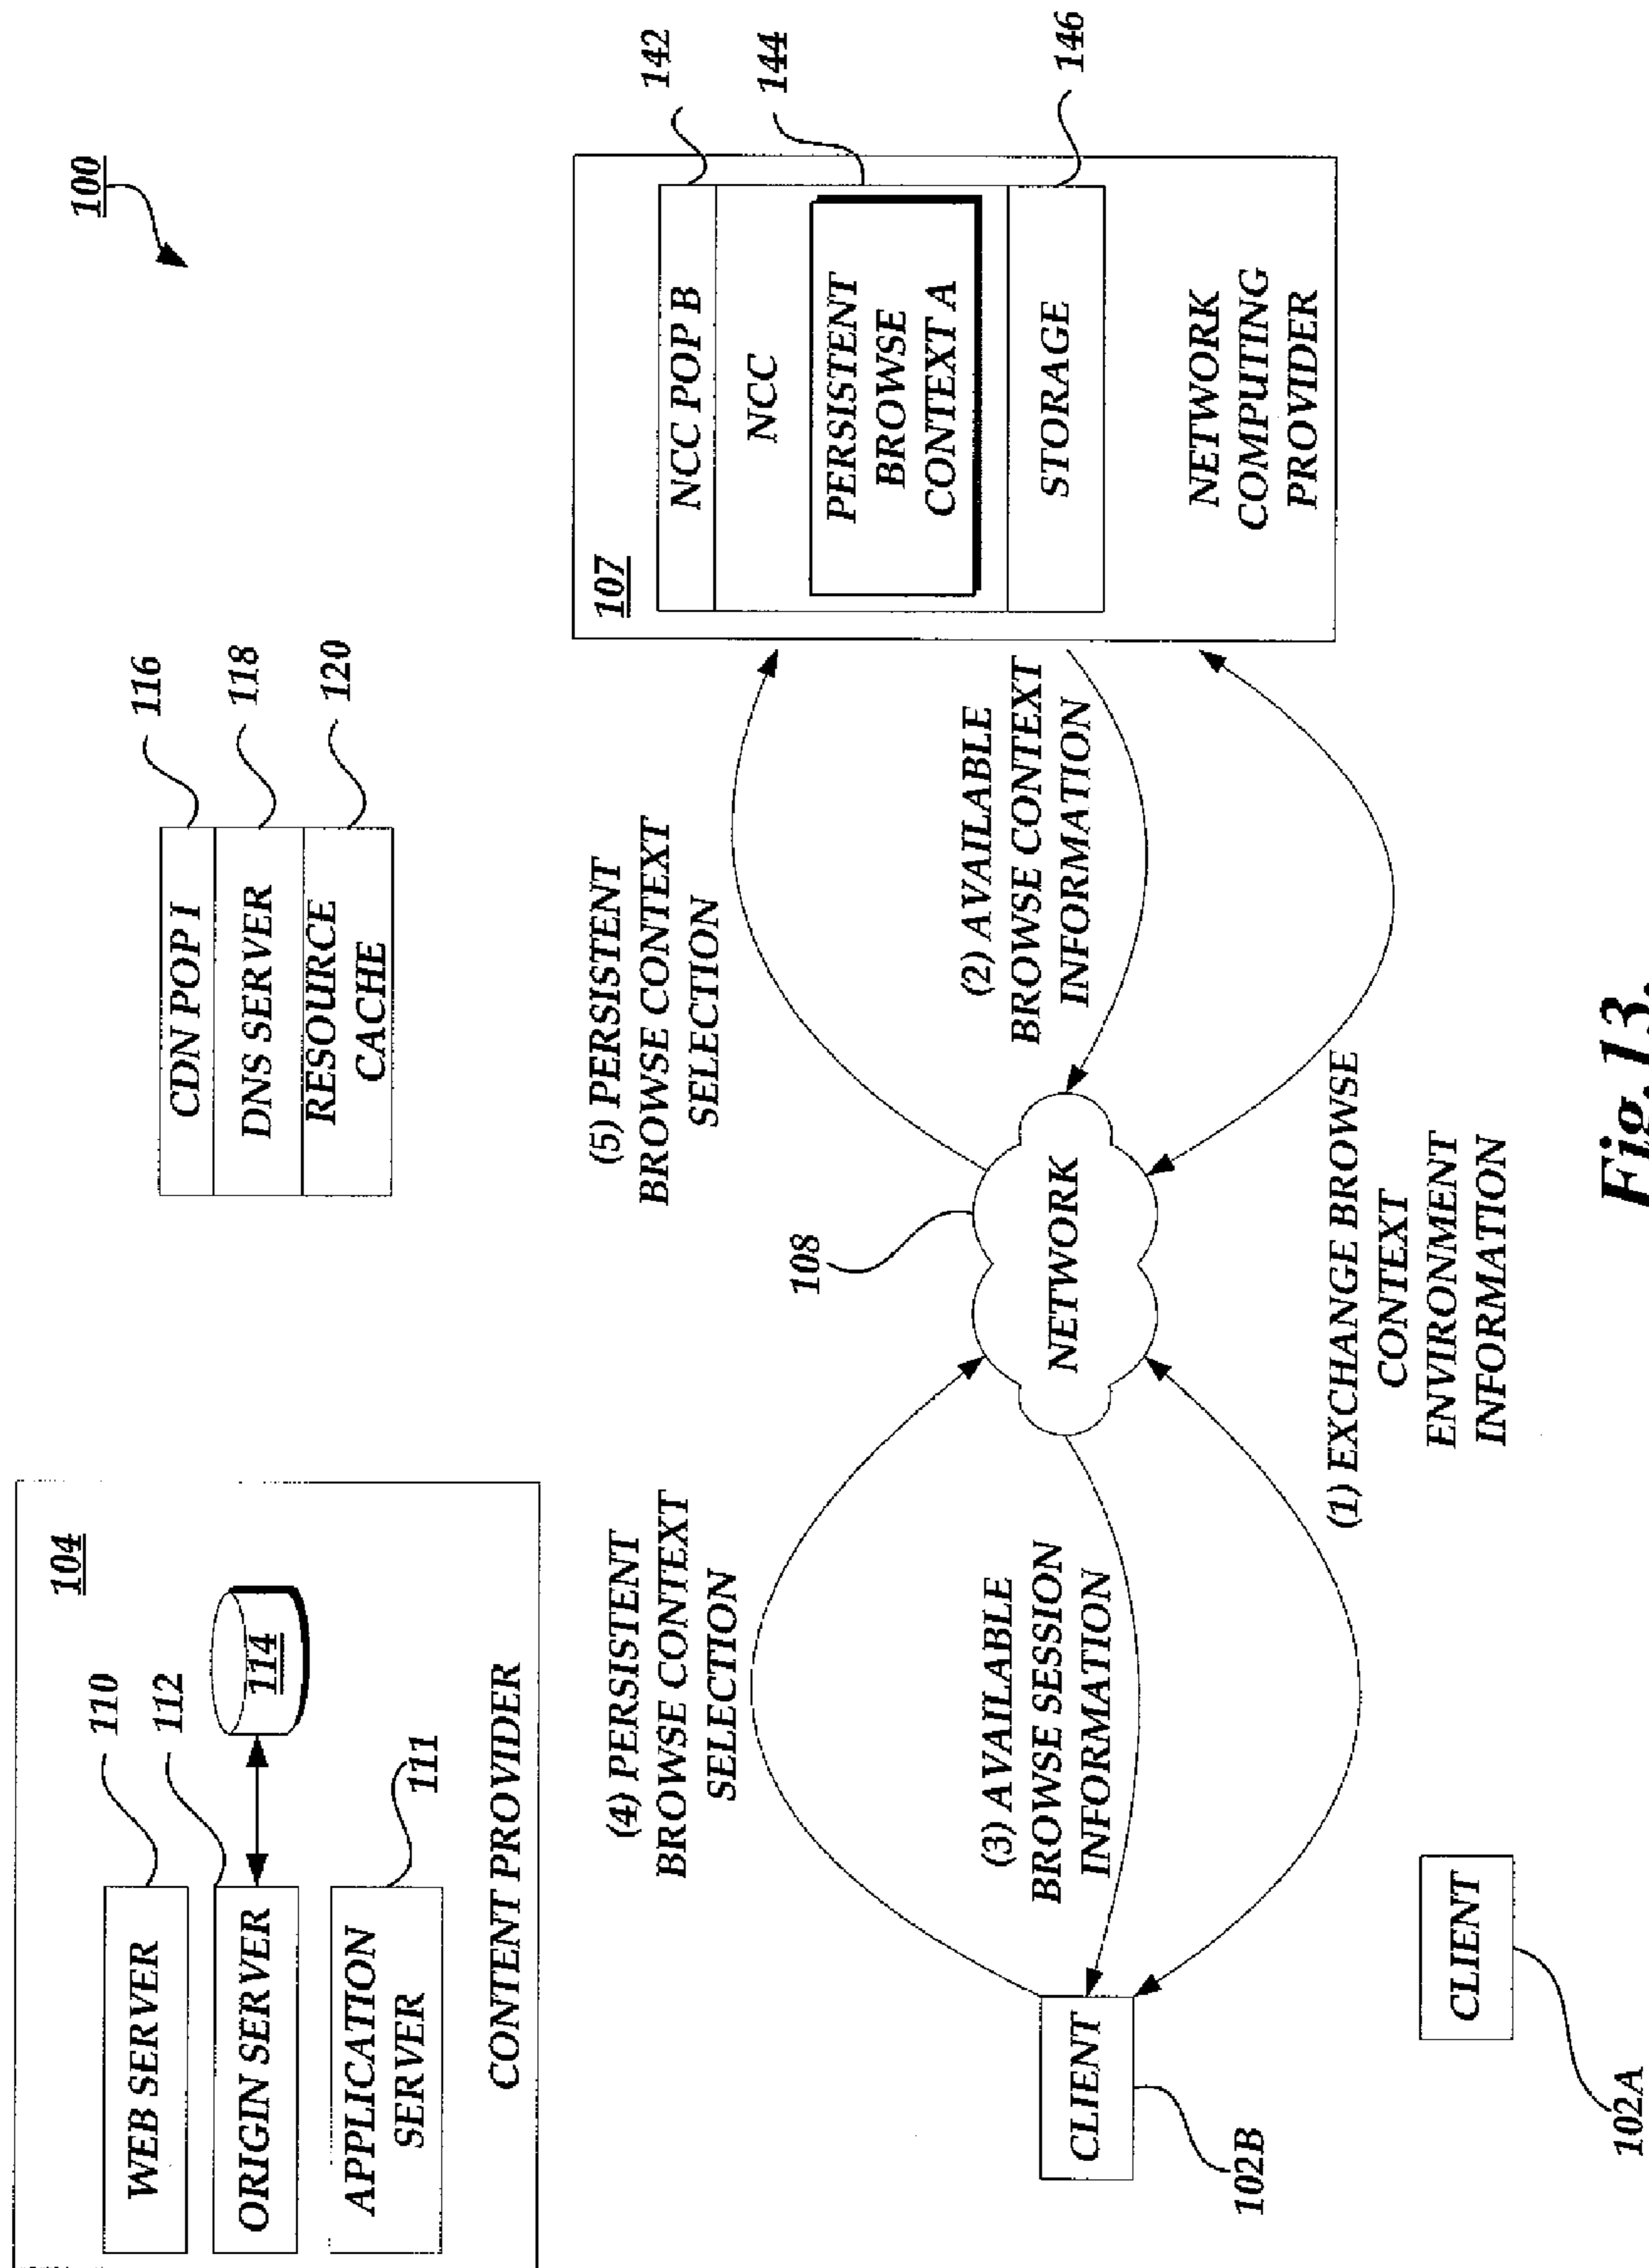 100
104
WEB SERVER
110
ORIGIN SERVER
112
114
APPLICATION
SERVER
111
CONTENT PROVIDER
CDN POP I
116
DNS SERVER
118
RESOURCE
CACHE
120
(4) PERSISTENT
BROWSE CONTEXT
SELECTION
(5) PERSISTENT
BROWSE CONTEXT
SELECTION
107
NCC POP B
142
NCC
144
PERSISTENT
BROWSE
CONTEXT A
STORAGE
146
NETWORK
COMPUTING
PROVIDER
108
NETWORK
(3) AVAILABLE
BROWSE SESSION
INFORMATION
(2) AVAILABLE
BROWSE CONTEXT
INFORMATION
CLIENT
102B
(1) EXCHANGE BROWSE
CONTEXT
ENVIRONMENT
INFORMATION
CLIENT
102A
Fig.13.